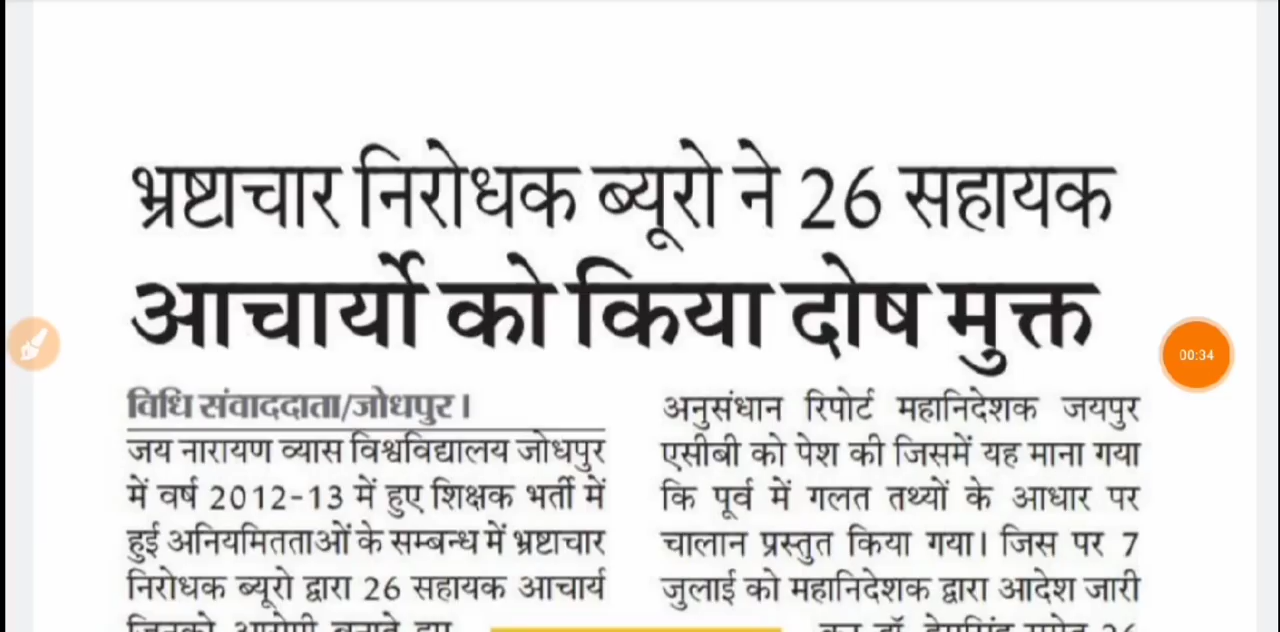 भ्रष्टाचार निरोधक ब्यूरो ने 26 सहायक
आचार्यो को किया दोष मुक्त
विधि संवाददाता/जोधपुर।
जय नारायण व्यास विश्वविद्यालय जोधपुर
में वर्ष 2012-13 में हुए शिक्षक भर्ती में
हुई अनियमितताओं के सम्बन्ध में भ्रष्टाचार
निरोधक ब्यूरो द्वारा 26 सहायक आचार्य
अनुसंधान रिपोर्ट महानिदेशक जयपुर
एसीबी को पेश की जिसमें यह माना गया
कि पूर्व में गलत तथ्यों के आधार पर
चालान प्रस्तुत किया गया। जिस पर 7
जुलाई को महानिदेशक द्वारा आदेश जारी
00:34